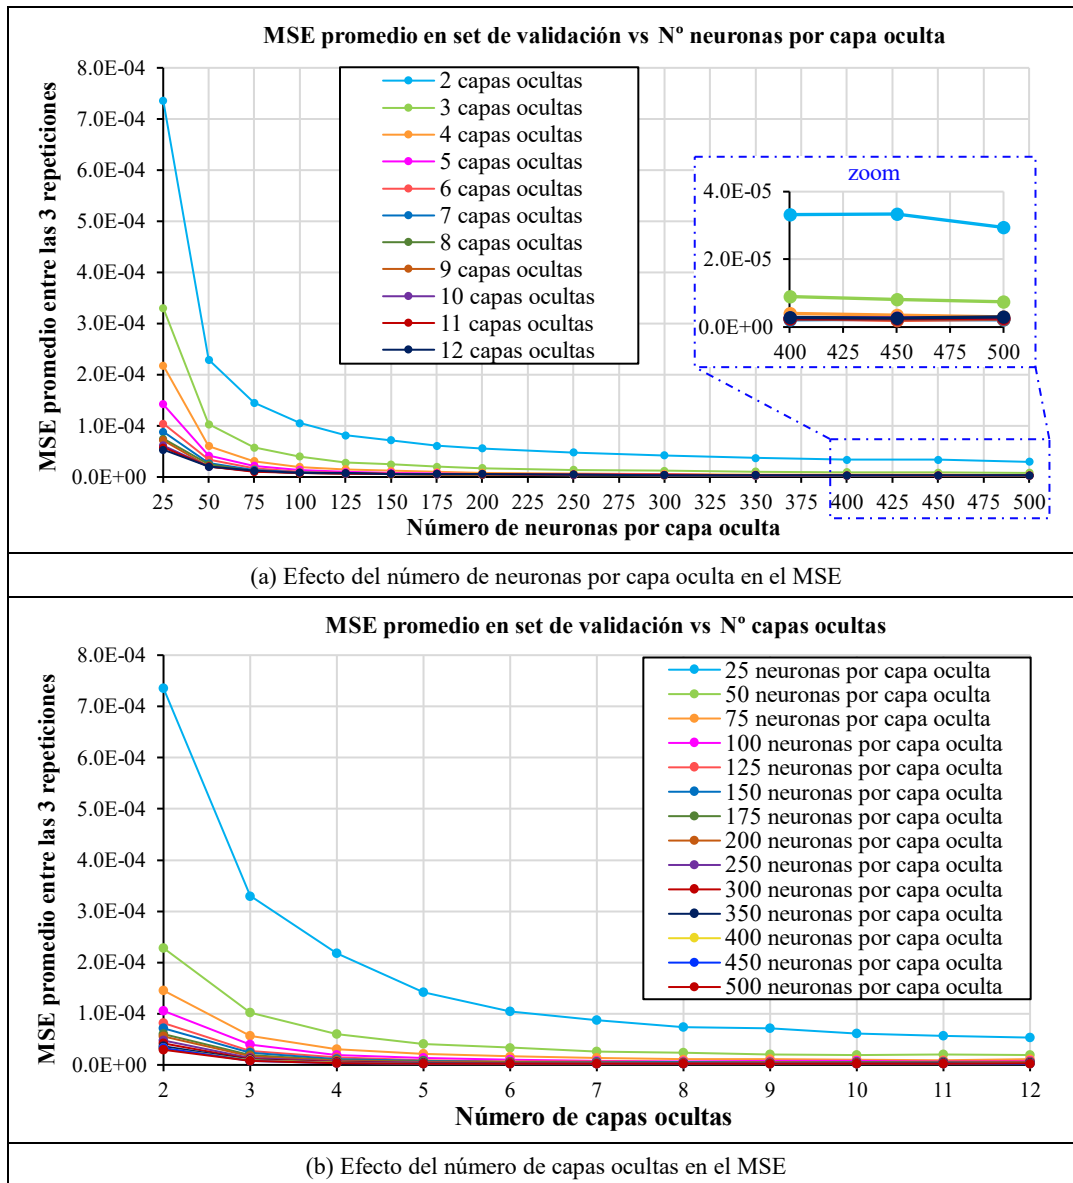 MSE promedio en set de validación vs Nº neuronas por capa oculta
8.0E-04
7.0E-04
6.0E-04
5.0E-04
4.0E-04
3.0E-04
2.0E-04
1.0E-04
0.0E+00
MSE promedio entre las 3 repeticiones
2 capas ocultas
3 capas ocultas
4 capas ocultas
5 capas ocultas
6 capas ocultas
7 capas ocultas
8 capas ocultas
9 capas ocultas
10 capas ocultas
11 capas ocultas
12 capas ocultas
zoom
4.0E-05
2.0E-05
0.0E+00
400 425 450 475 500
25 50 75 100 125 150 175 200 225 250 275 300 325 350 375 400 425 450 475 500
Número de neuronas por capa oculta
(a) Efecto del número de neuronas por capa oculta en el MSE
MSE promedio en set de validación vs Nº capas ocultas
8.0E-04
7.0E-04
6.0E-04
5.0E-04
4.0E-04
3.0E-04
2.0E-04
1.0E-04
0.0E+00
MSE promedio entre las 3 repeticiones
25 neuronas por capa oculta
50 neuronas por capa oculta
75 neuronas por capa oculta
100 neuronas por capa oculta
125 neuronas por capa oculta
150 neuronas por capa oculta
175 neuronas por capa oculta
200 neuronas por capa oculta
250 neuronas por capa oculta
300 neuronas por capa oculta
350 neuronas por capa oculta
400 neuronas por capa oculta
450 neuronas por capa oculta
500 neuronas por capa oculta
2 3 4 5 6 7 8 9 10 11 12
Número de capas ocultas
(b) Efecto del número de capas ocultas en el MSE